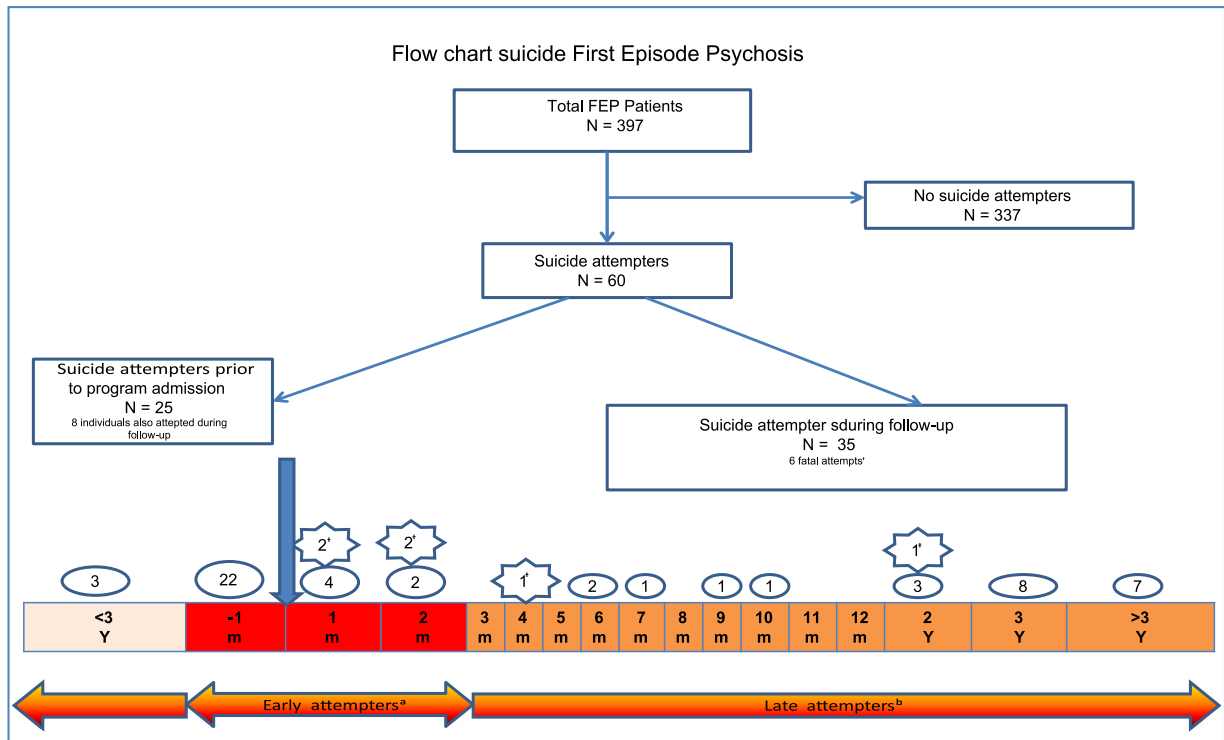 Flow chart suicide First Episode Psychosis
Total FEP Patients
N = 397
No suicide attempters
N = 337
Suicide attempters
N = 60
Suicide attempters prior
to program admission
N = 25
8 individuals also attepted during
follow-up
Suicide attempter sduring follow-up
N = 35
6 fatal attempts†
2† 2† 1† 1†
3 22 4 2 2 1 1 1 3 8 7
<3 -1 1 2 3 4 5 6 7 8 9 10 11 12 2 3 >3
Y m m m m m m m m m m m m m Y Y Y
Early attempters^a Late attempters^b